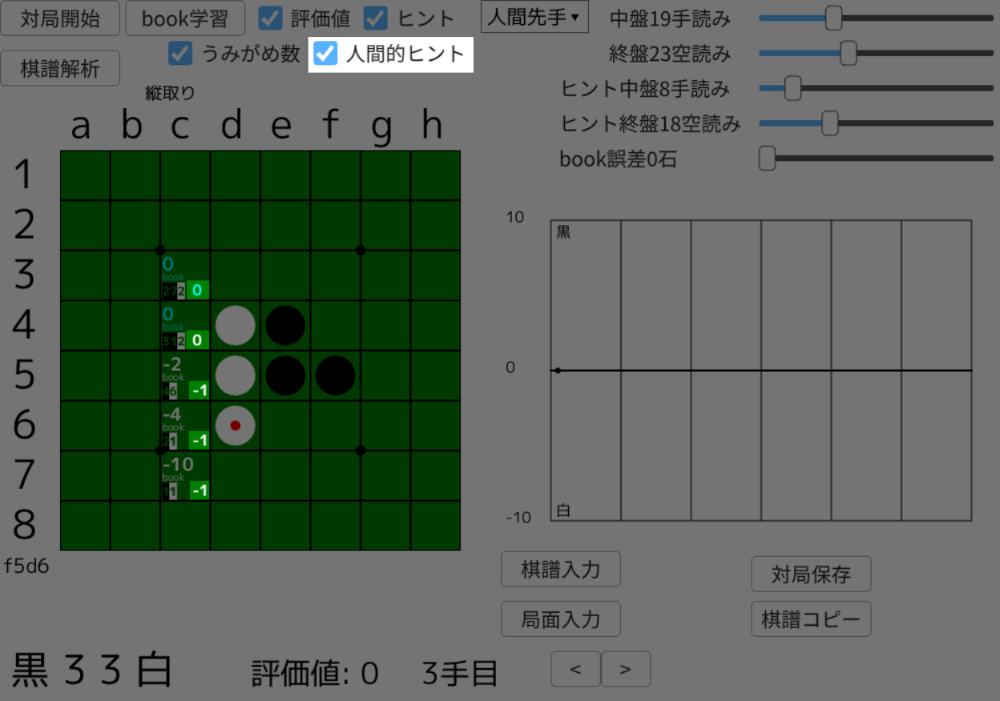 対局開始 book学習 評価値 ヒント 人間先手▼ 中盤19手読み
棋譜解析 うみがめ数 人間的ヒント 終盤23空読み
ヒント中盤8手読み
ヒント終盤18空読み
book誤差0石
縦取り
a b c d e f g h
1
2
3
0
book
0
4
0
book
0
5
-2
book
-1
6
-4
book
-1
7
-10
book
-1
8
f5d6
10
黒
0
-10
白
棋譜入力 対局保存
局面入力 棋譜コピー
黒 3 3 白 評価値: 0 3手目 < >